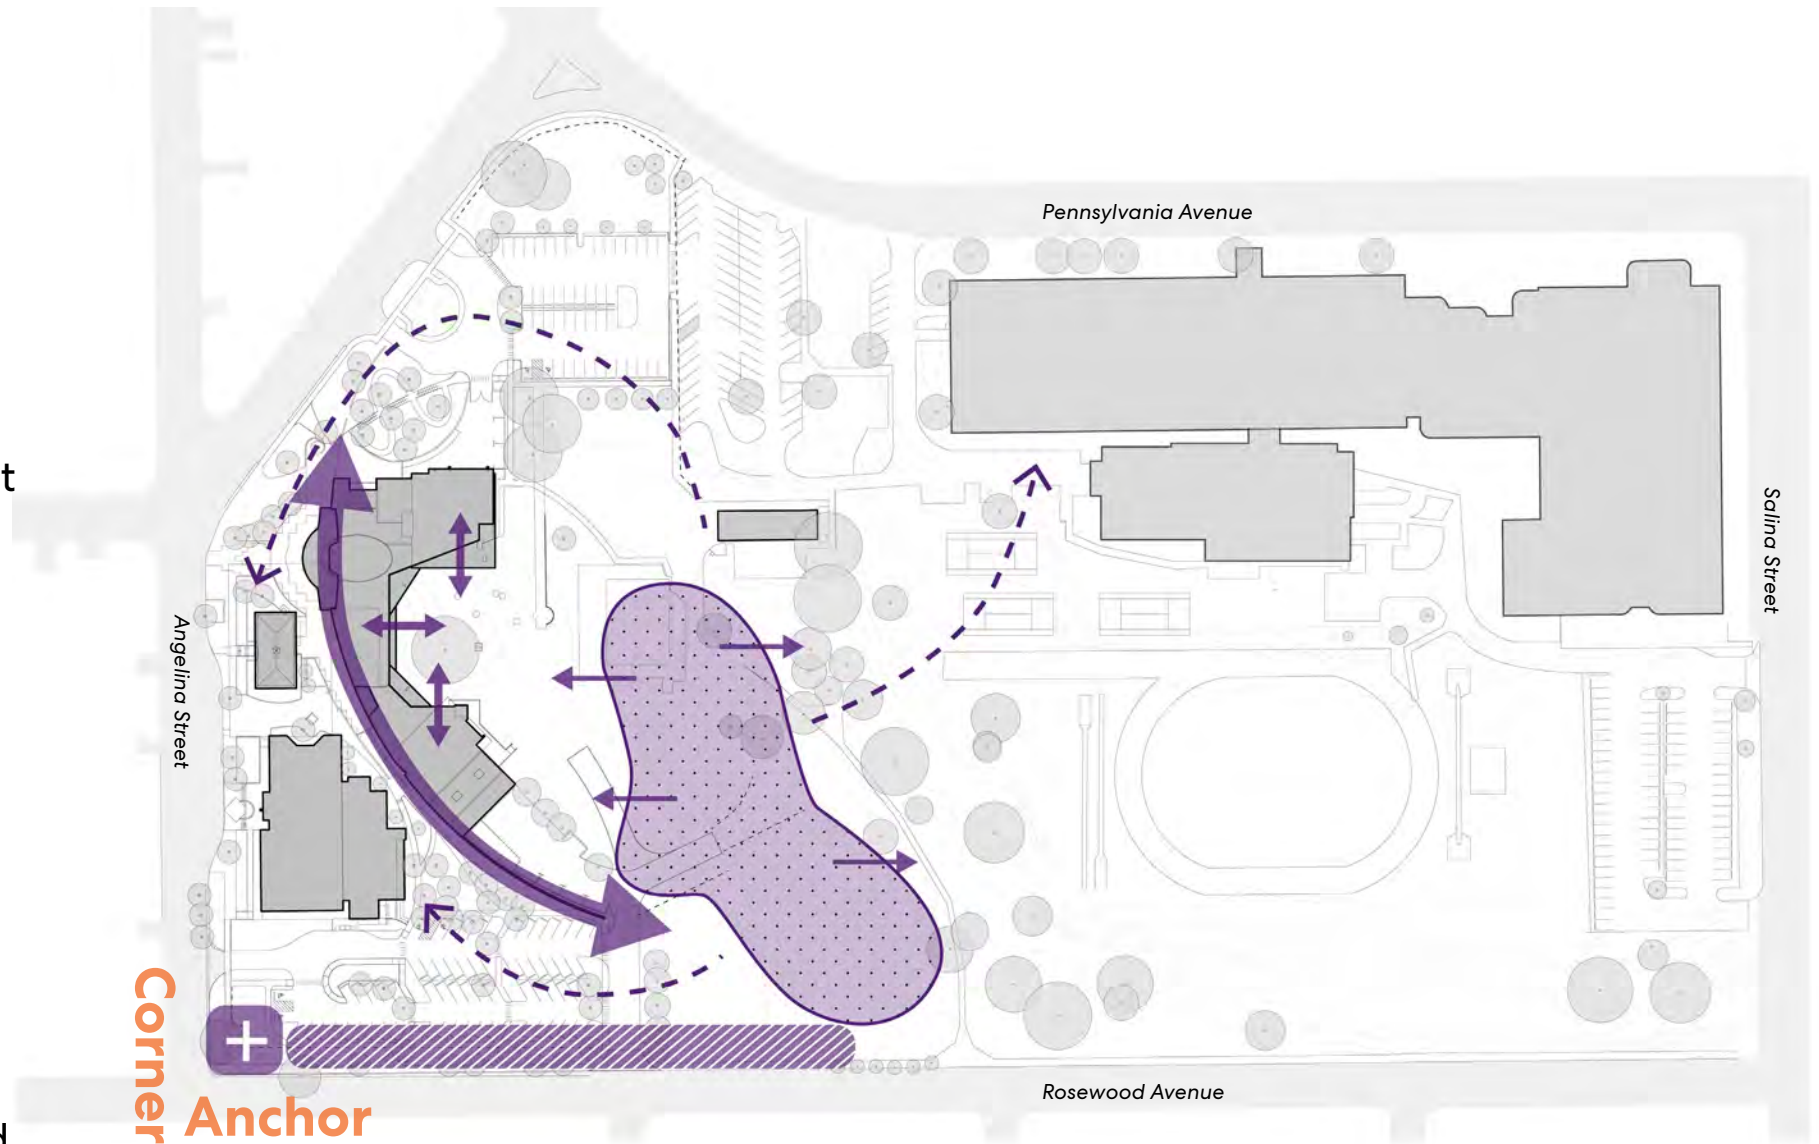 Pennsylvania Avenue
t
Salina Street
Angelina Street
Corner
Anchor
Rosewood Avenue